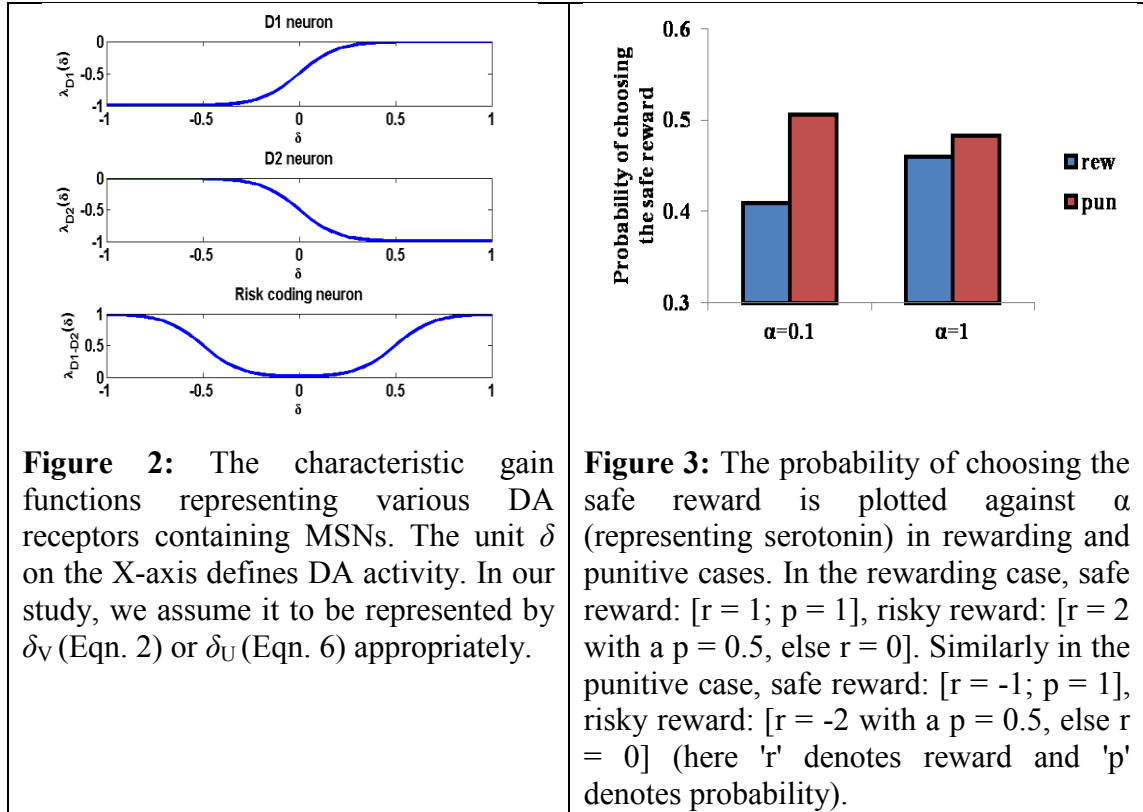 D1 neuron
λD1(δ)
0
-0.5
-1
-1 -0.5 0 0.5 1
δ
D2 neuron
λD2(δ)
0
-0.5
-1
-1 -0.5 0 0.5 1
δ
Risk coding neuron
λD1-D2(δ)
1
0.5
0
-1 -0.5 0 0.5 1
δ
Figure 2: The characteristic gain
functions representing various DA
receptors containing MSNs. The unit δ
on the X-axis defines DA activity. In our
study, we assume it to be represented by
δV (Eqn. 2) or δU (Eqn. 6) appropriately.
Probability of choosing
the safe reward
0.6
0.5
0.4
0.3
α=0.1 α=1
rew
pun
Figure 3: The probability of choosing the
safe reward is plotted against α
(representing serotonin) in rewarding and
punitive cases. In the rewarding case, safe
reward: [r = 1; p = 1], risky reward: [r = 2
with a p = 0.5, else r = 0]. Similarly in the
punitive case, safe reward: [r = -1; p = 1],
risky reward: [r = -2 with a p = 0.5, else r
= 0] (here 'r' denotes reward and 'p'
denotes probability).